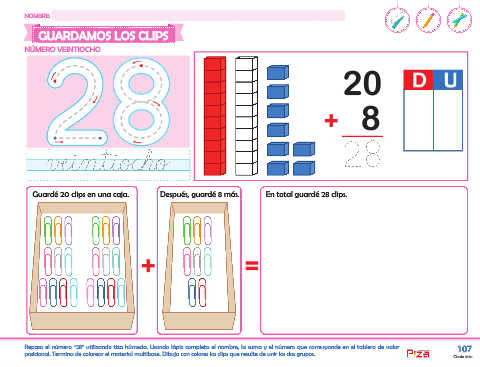 NOMBRE
GUARDAMOS LOS CLIPS
NÚMERO VEINTIOCHO
28
veintiocho
20
+ 8
28
D U
Guardé 20 clips en una caja.
Después, guardé 8 más.
En total guardé 28 clips.
+
=
Repasa el número "28" utilizando tiza húmeda. Usando lápiz completa el nombre, la suma y el número que corresponda en el tablero de valor
posicional. Termina de colorear el material multibase. Dibuja con colores los clips que resulta de unir los dos grupos.
107